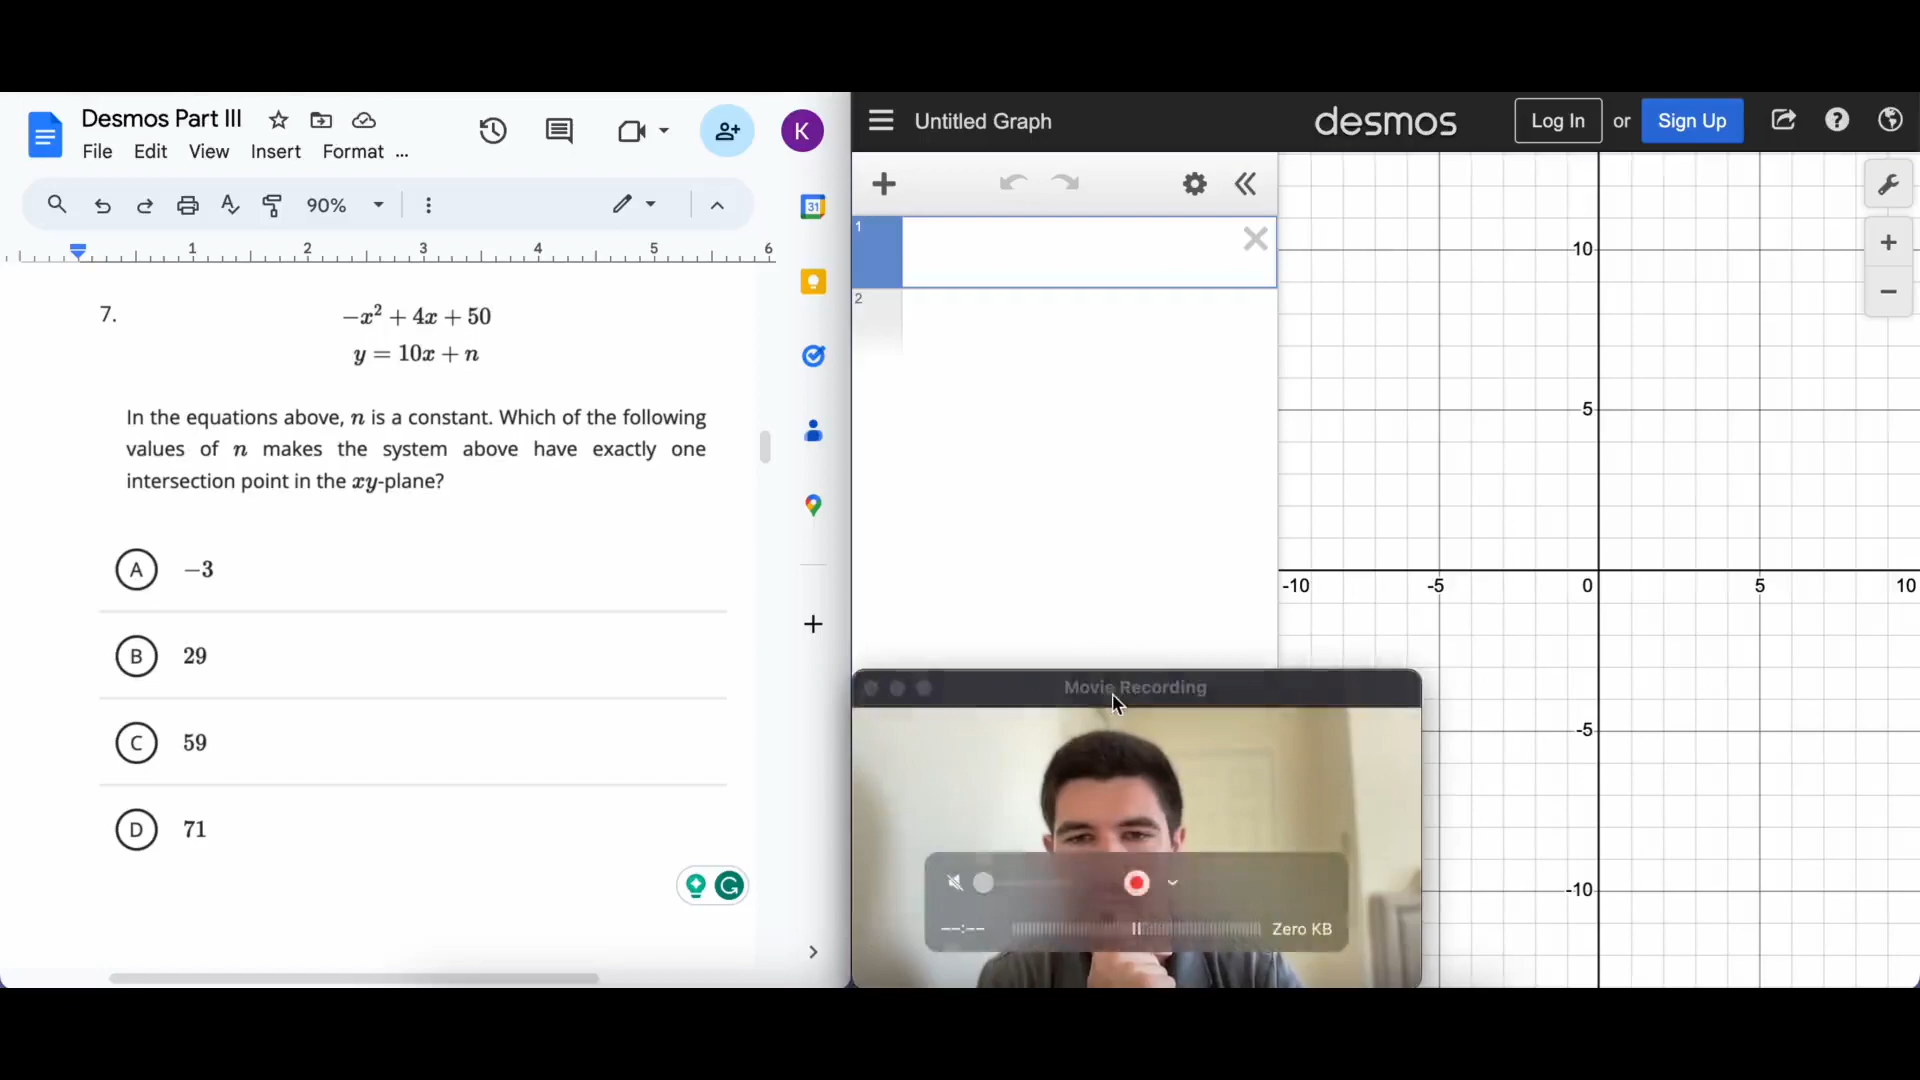 Desmos Part III
File Edit View Insert Format ...
K
90%
31
1 2 3 4 5 6
7.
−x² + 4x + 50
y = 10x + n
In the equations above, n is a constant. Which of the following
values of n makes the system above have exactly one
intersection point in the xy-plane?
A −3
B 29
C 59
D 71
Untitled Graph
desmos
Log In or Sign Up
1
2
10
5
-10 -5 0 5 10
-5
-10
Movie Recording
--:-- Zero KB